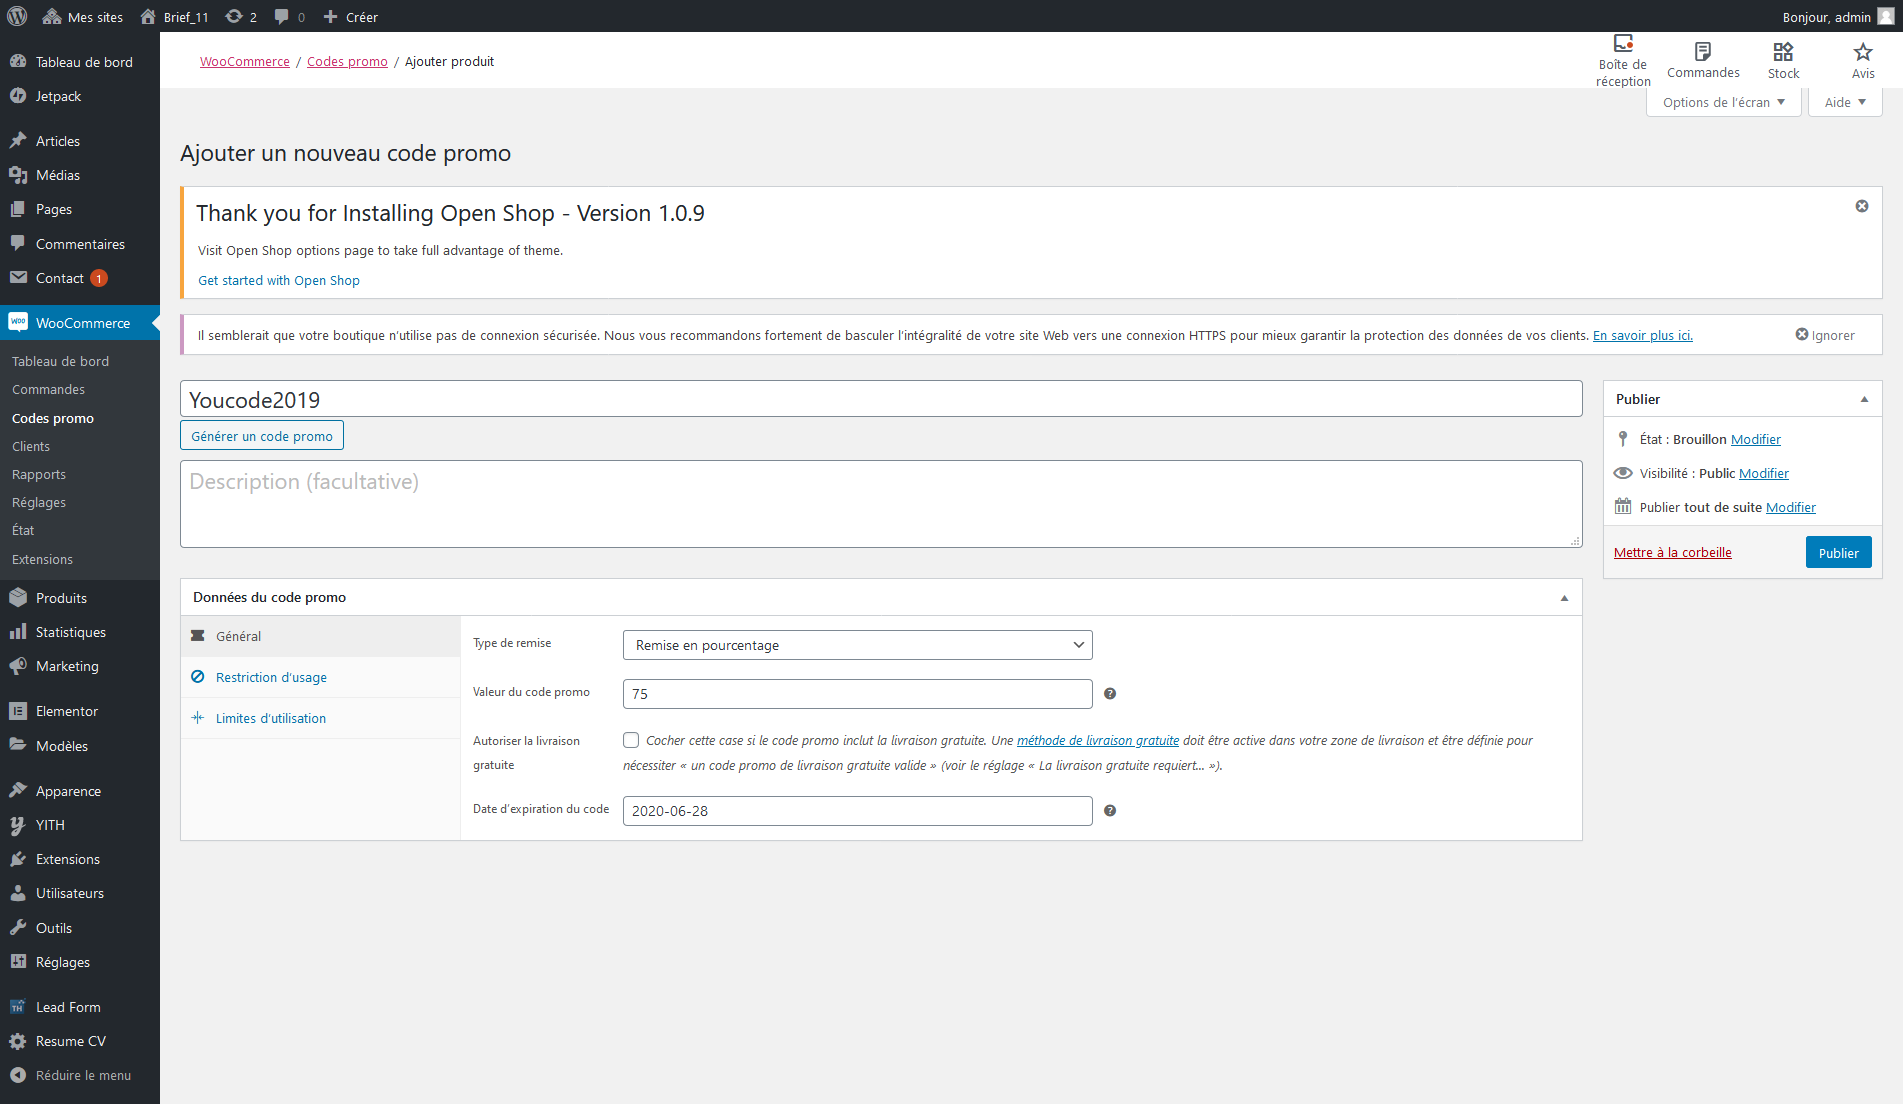 Mes sites
Brief_11
2
0
Créer
Bonjour, admin
Tableau de bord
Jetpack
Articles
Médias
Pages
Commentaires
Contact 1
WooCommerce
Tableau de bord
Commandes
Codes promo
Clients
Rapports
Réglages
État
Extensions
Produits
Statistiques
Marketing
Elementor
Modèles
Apparence
YITH
Extensions
Utilisateurs
Outils
Réglages
Lead Form
Resume CV
Réduire le menu
WooCommerce / Codes promo / Ajouter produit
Boîte de
réception
Commandes
Stock
Avis
Options de l'écran
Aide
Ajouter un nouveau code promo
Thank you for Installing Open Shop - Version 1.0.9
Visit Open Shop options page to take full advantage of theme.
Get started with Open Shop
Il semblerait que votre boutique n'utilise pas de connexion sécurisée. Nous vous recommandons fortement de basculer l'intégralité de votre site Web vers une connexion HTTPS pour mieux garantir la protection des données de vos clients. En savoir plus ici.
Ignorer
Youcode2019
Générer un code promo
Description (facultative)
Données du code promo
Général
Restriction d'usage
Limites d'utilisation
Type de remise
Remise en pourcentage
Valeur du code promo
75
Autoriser la livraison
gratuite
Cocher cette case si le code promo inclut la livraison gratuite. Une méthode de livraison gratuite doit être active dans votre zone de livraison et être définie pour
nécessiter « un code promo de livraison gratuite valide » (voir le réglage « La livraison gratuite requiert... »).
Date d'expiration du code
2020-06-28
Publier
État : Brouillon Modifier
Visibilité : Public Modifier
Publier tout de suite Modifier
Mettre à la corbeille
Publier